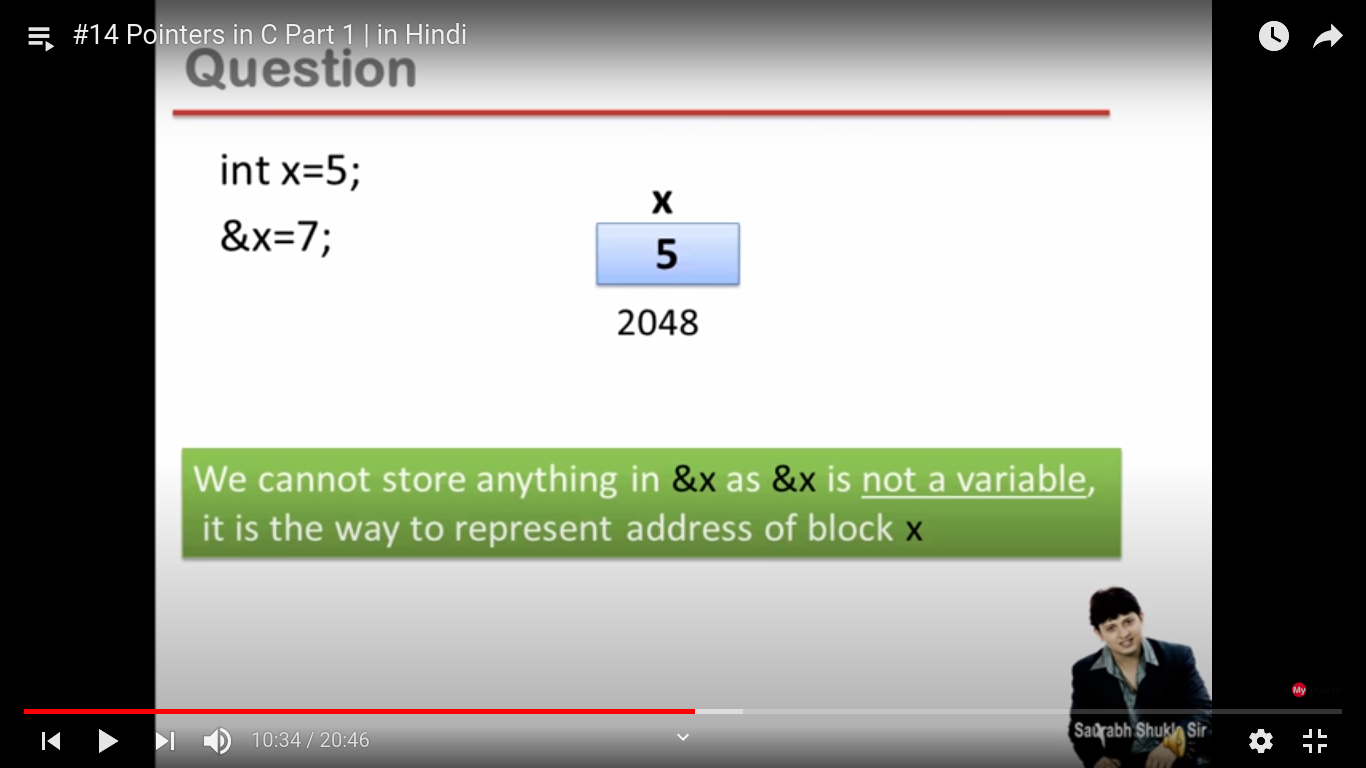 #14 Pointers in C Part 1 | in Hindi
Question
int x=5;
&x=7;
x
5
2048
We cannot store anything in &x as &x is not a variable,
it is the way to represent address of block x
My
Saurabh Shukla Sir
10:34 / 20:46